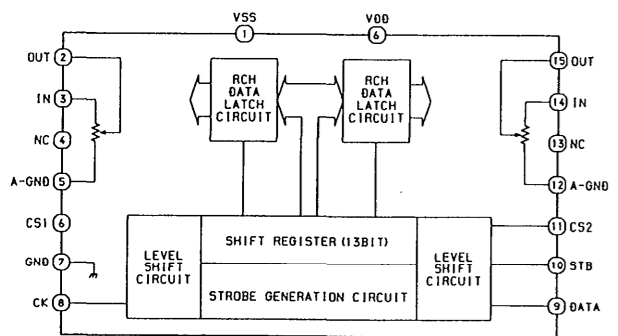 VSS
VDD
1
6
OUT 2
15 OUT
RCH
DATA
LATCH
CIRCUIT
RCH
DATA
LATCH
CIRCUIT
IN 3
14 IN
NC 4
13 NC
A-GND 5
12 A-GND
CS1 6
11 CS2
SHIFT REGISTER (13BIT)
LEVEL
SHIFT
CIRCUIT
LEVEL
SHIFT
CIRCUIT
GND 7
10 STB
STROBE GENERATION CIRCUIT
CK 8
9 DATA